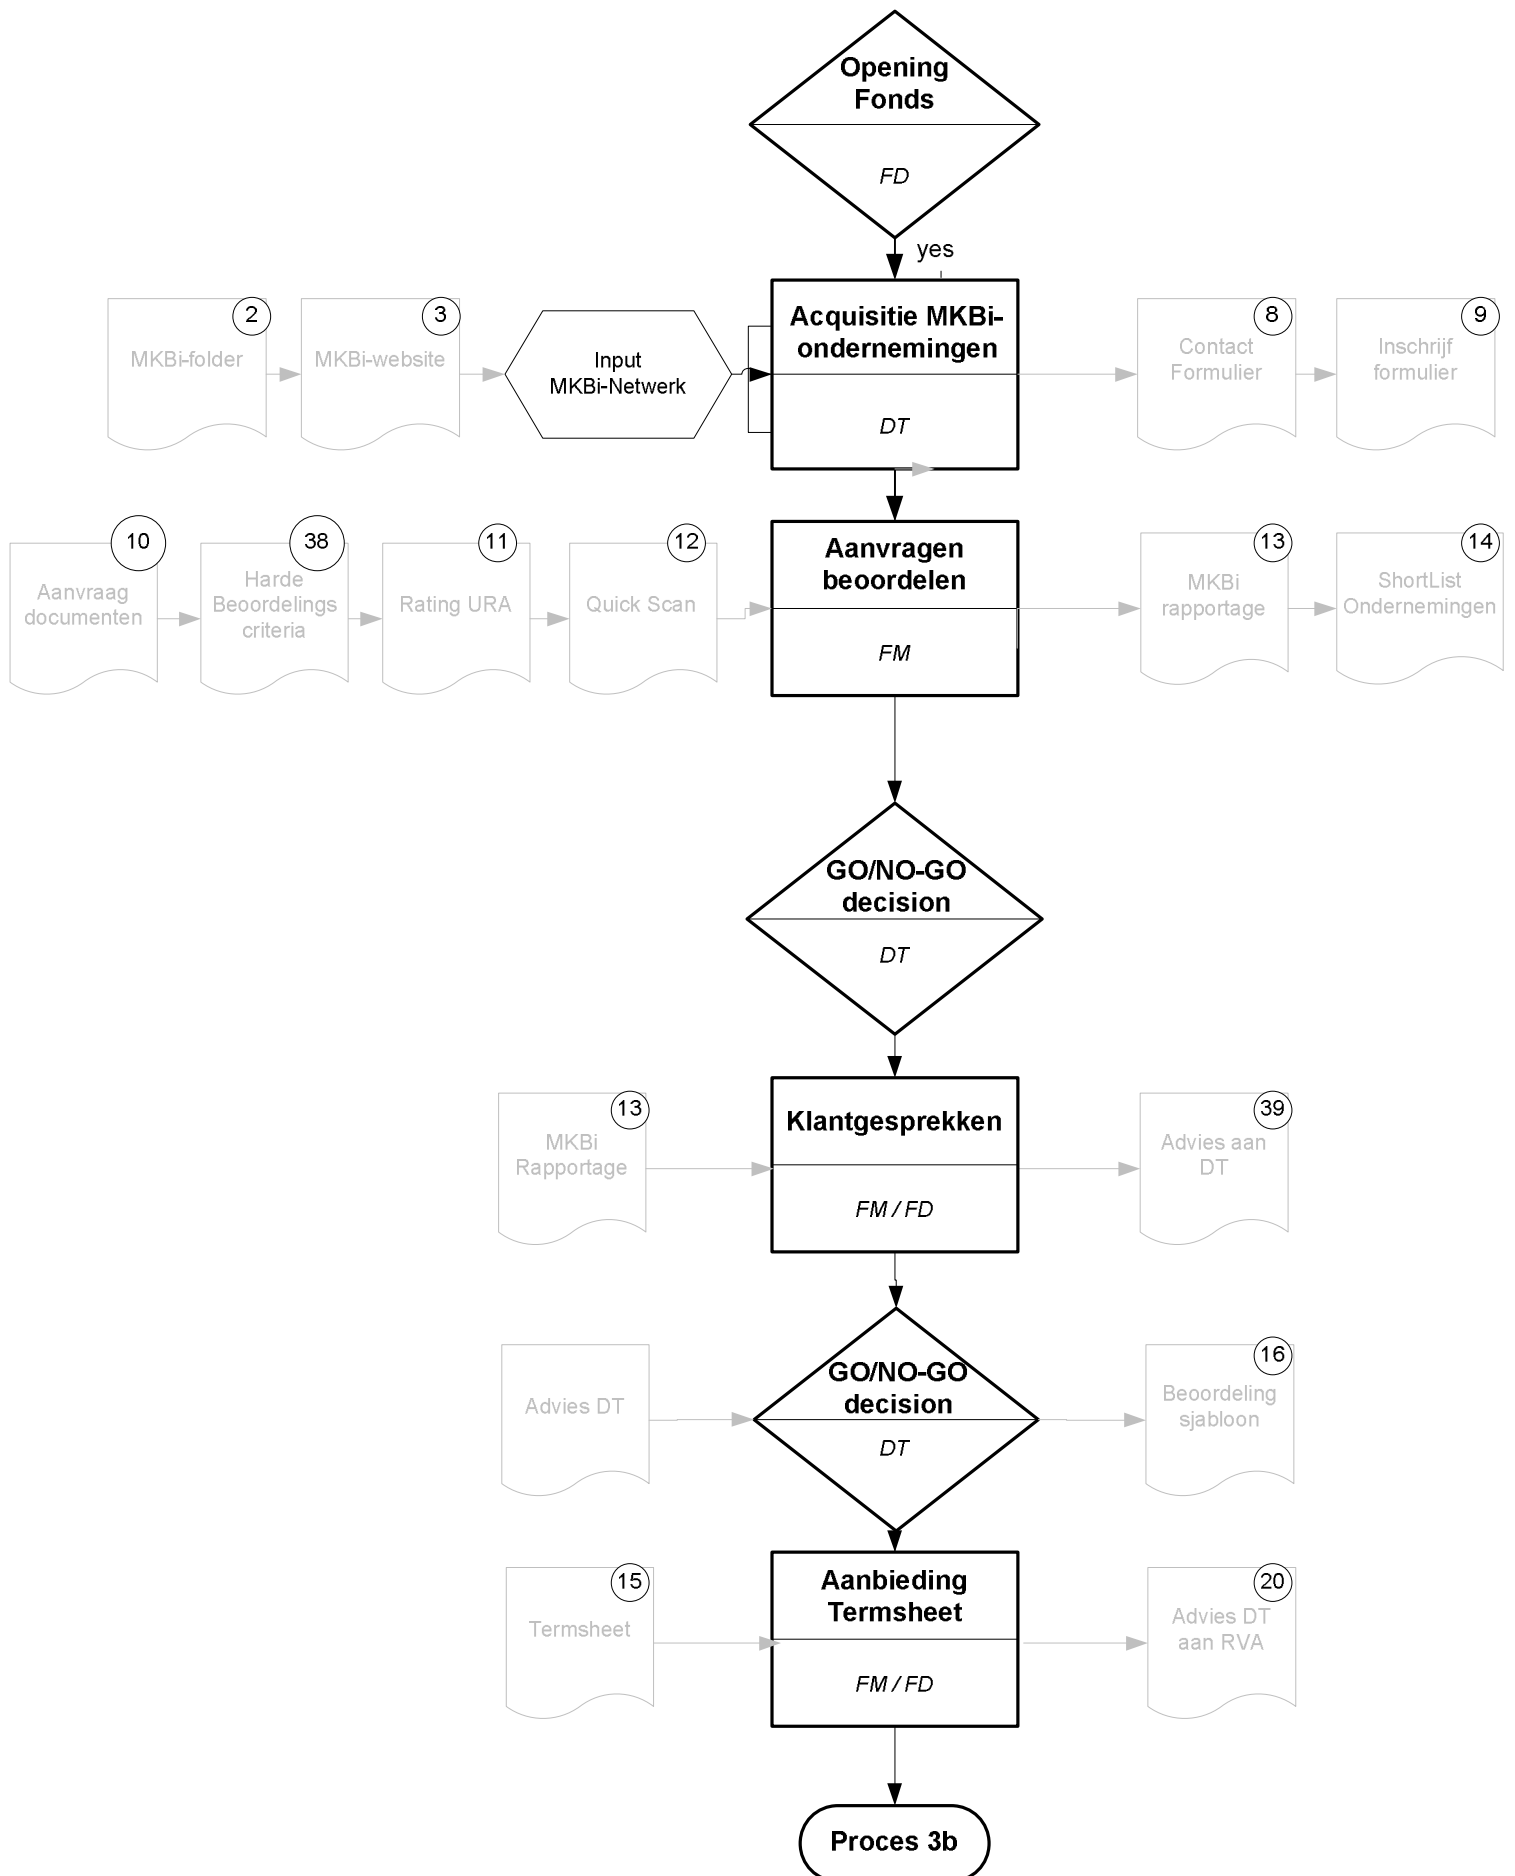 Opening
Fonds
FD
yes
2
MKBi-folder
3
MKBi-website
Input
MKBi-Netwerk
Acquisitie MKBi-
ondernemingen
DT
8
Contact
Formulier
9
Inschrijf
formulier
10
Aanvraag
documenten
38
Harde
Beoordelings
criteria
11
Rating URA
12
Quick Scan
Aanvragen
beoordelen
FM
13
MKBi
rapportage
14
ShortList
Ondernemingen
GO/NO-GO
decision
DT
13
MKBi
Rapportage
Klantgesprekken
FM / FD
39
Advies aan
DT
Advies DT
GO/NO-GO
decision
DT
16
Beoordeling
sjabloon
15
Termsheet
Aanbieding
Termsheet
FM / FD
20
Advies DT
aan RVA
Proces 3b